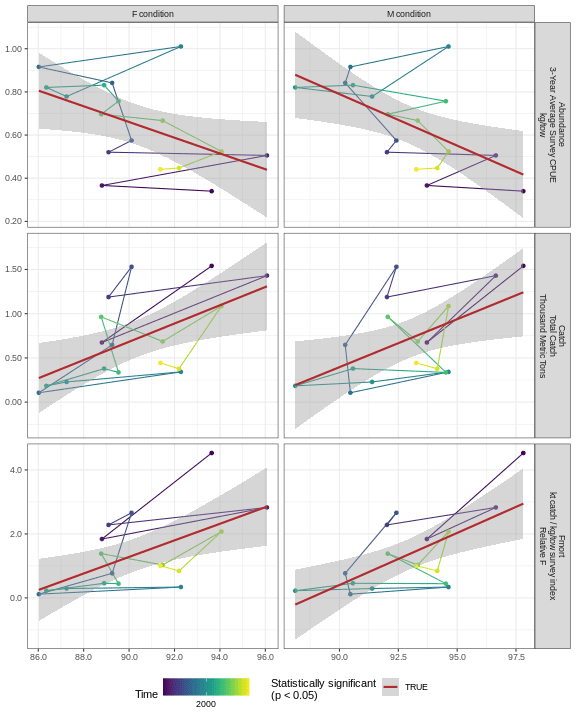 F condition
M condition
1.00
0.80
0.60
0.40
0.20
Abundance
3-Year Average Survey CPUE
kg/tow
1.50
1.00
0.50
0.00
Catch
Total Catch
Thousand Metric Tons
4.0
2.0
0.0
Fmort
kt catch / kg/tow survey index
Relative F
86.0
88.0
90.0
92.0
94.0
96.0
90.0
92.5
95.0
97.5
Time
2000
Statistically significant
(p < 0.05)
TRUE